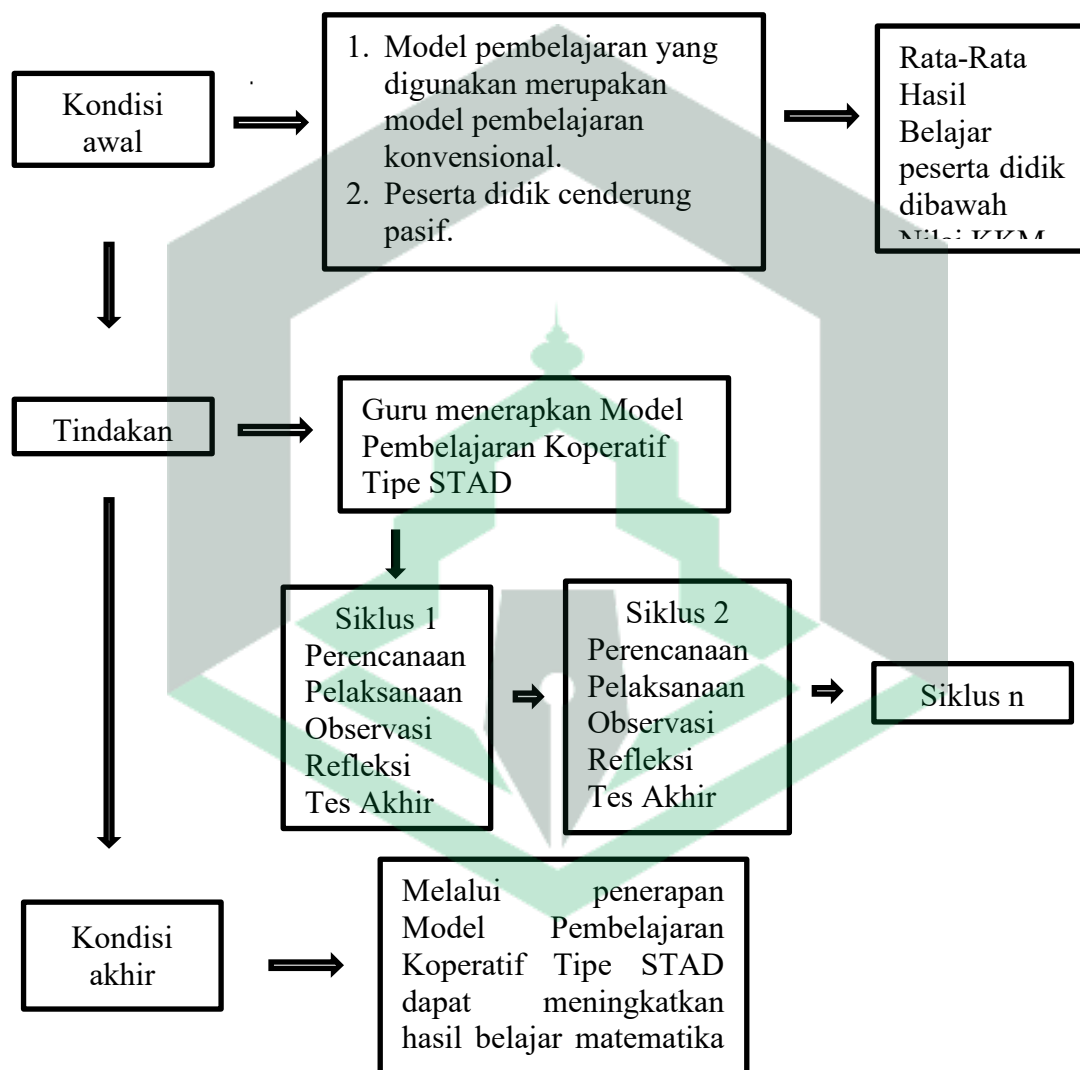 Kondisi
awal
1. Model pembelajaran yang
digunakan merupakan
model pembelajaran
konvensional.
2. Peserta didik cenderung
pasif.
Rata-Rata
Hasil
Belajar
peserta didik
dibawah
Nilai KKM
Tindakan
Guru menerapkan Model
Pembelajaran Koperatif
Tipe STAD
Siklus 1
Perencanaan
Pelaksanaan
Observasi
Refleksi
Tes Akhir
Siklus 2
Perencanaan
Pelaksanaan
Observasi
Refleksi
Tes Akhir
Siklus n
Kondisi
akhir
Melalui penerapan
Model Pembelajaran
Koperatif Tipe STAD
dapat meningkatkan
hasil belajar matematika